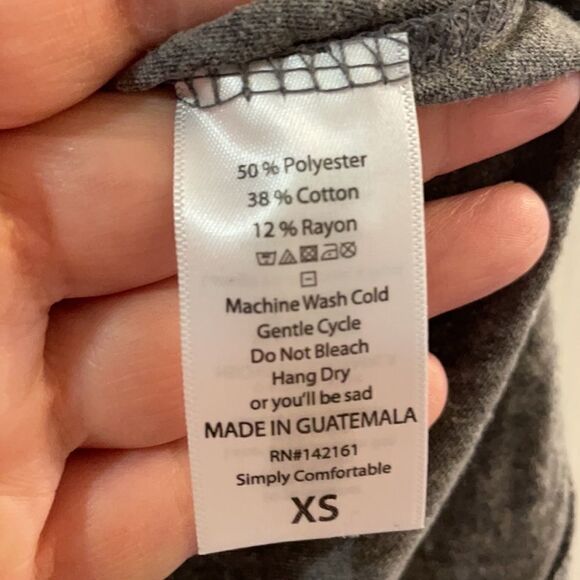 50 % Polyester
38 % Cotton
12 % Rayon
Machine Wash Cold
Gentle Cycle
Do Not Bleach
Hang Dry
or you'll be sad
MADE IN GUATEMALA
RN#142161
Simply Comfortable
XS